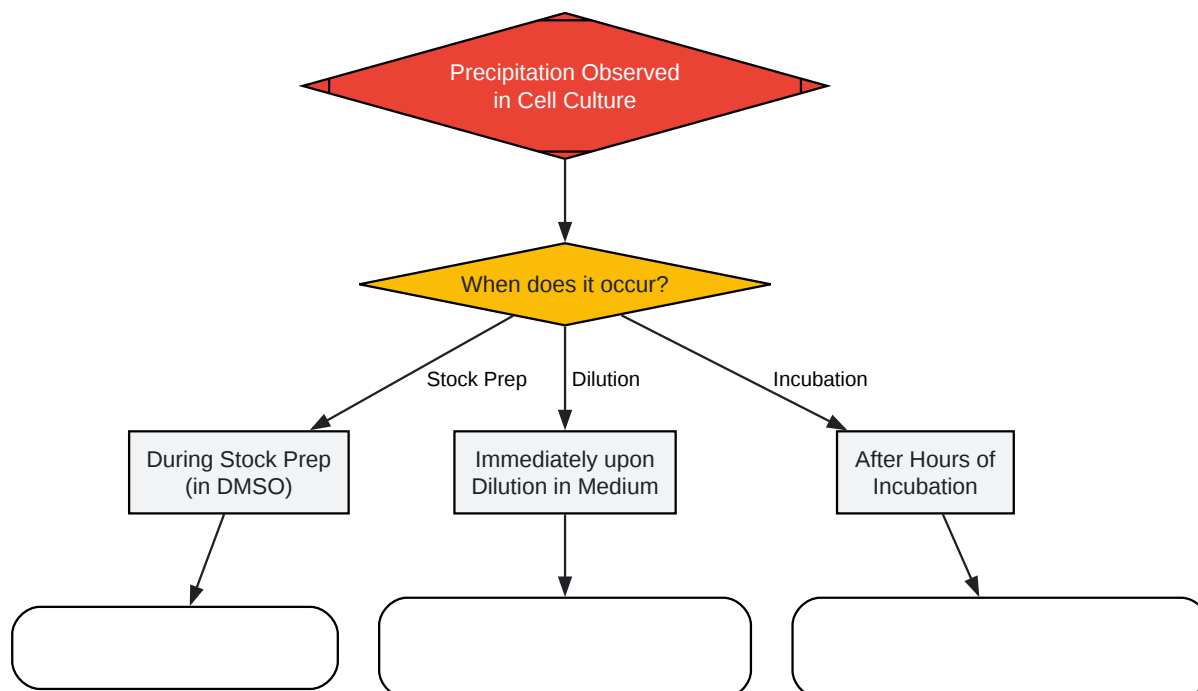 Precipitation Observed
in Cell Culture
When does it occur?
Stock Prep
Dilution
Incubation
During Stock Prep
(in DMSO)
Immediately upon
Dilution in Medium
After Hours of
Incubation